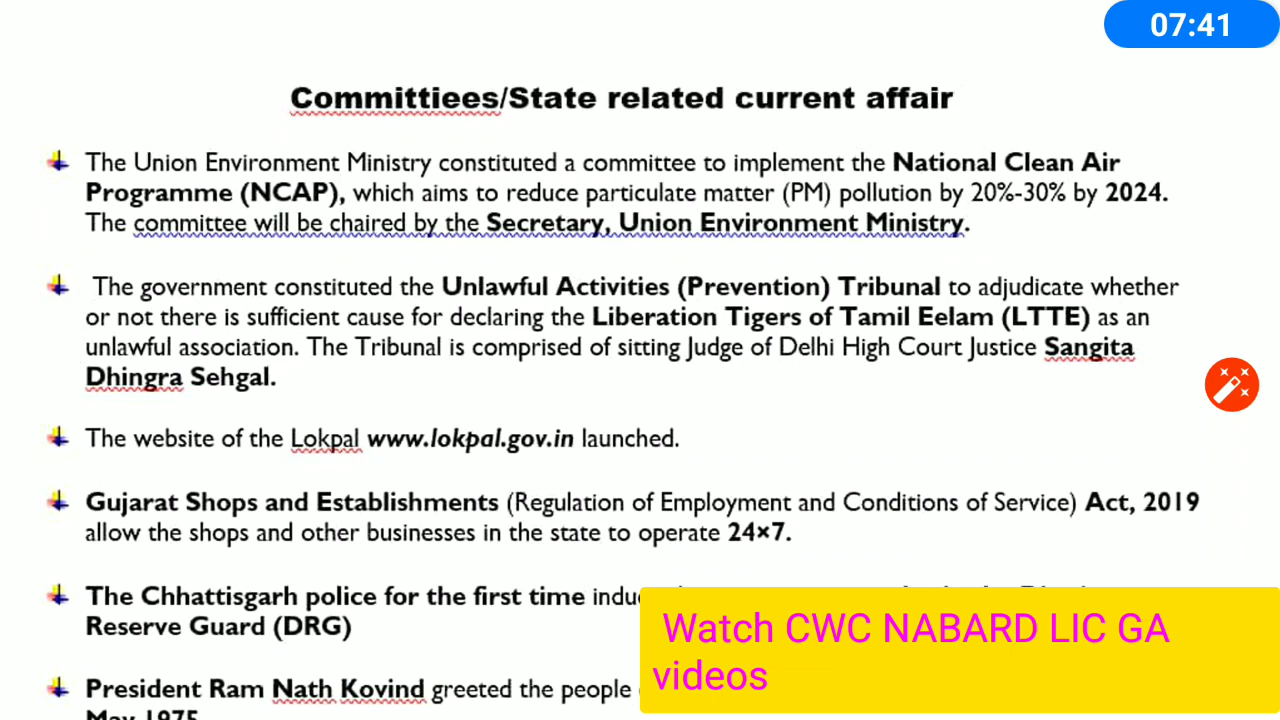 07:41
Committiees/State related current affair
The Union Environment Ministry constituted a committee to implement the National Clean Air
Programme (NCAP), which aims to reduce particulate matter (PM) pollution by 20%-30% by 2024.
The committee will be chaired by the Secretary, Union Environment Ministry.
The government constituted the Unlawful Activities (Prevention) Tribunal to adjudicate whether
or not there is sufficient cause for declaring the Liberation Tigers of Tamil Eelam (LTTE) as an
unlawful association. The Tribunal is comprised of sitting Judge of Delhi High Court Justice Sangita
Dhingra Sehgal.
The website of the Lokpal www.lokpal.gov.in launched.
Gujarat Shops and Establishments (Regulation of Employment and Conditions of Service) Act, 2019
allow the shops and other businesses in the state to operate 24×7.
The Chhattisgarh police for the first time
Reserve Guard (DRG)
President Ram Nath Kovind greeted the people
May 1975
Watch CWC NABARD LIC GA
videos